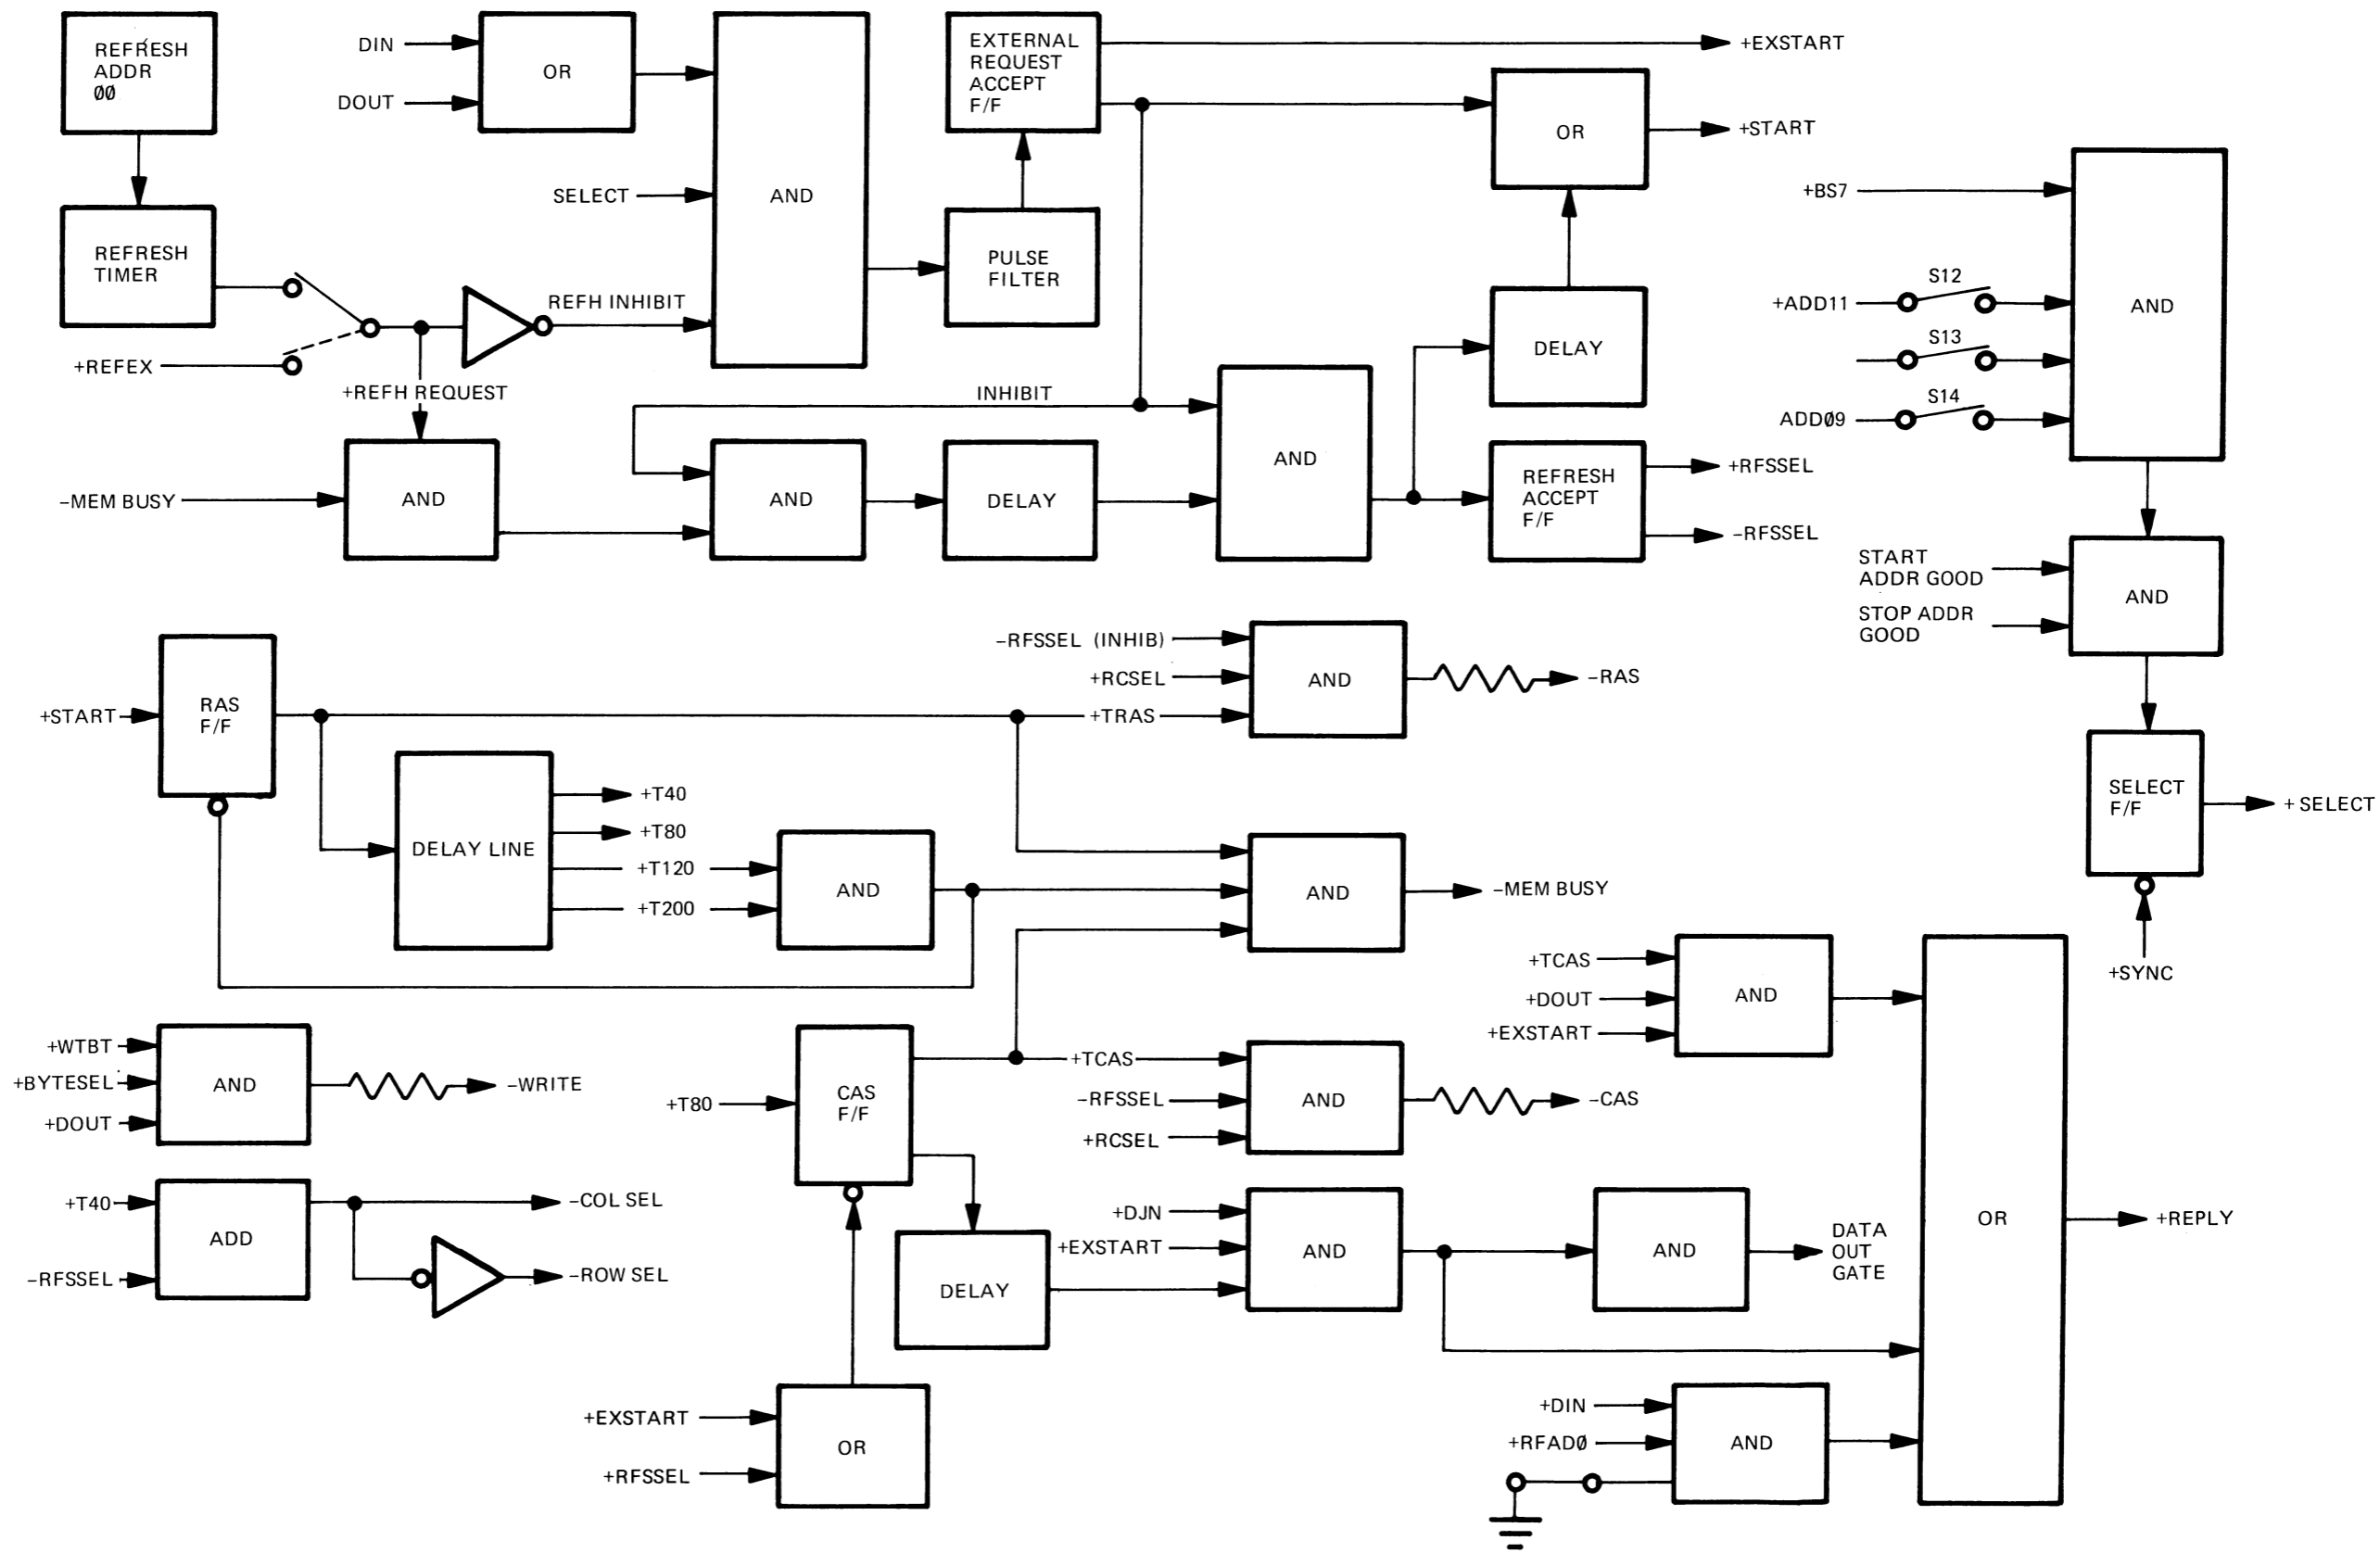 REFRESH
ADDR
00
DIN
DOUT
OR
SELECT
AND
EXTERNAL
REQUEST
ACCEPT
F/F
+EXSTART
OR
+START
REFRESH
TIMER
+REFEX
REFH INHIBIT
PULSE
FILTER
+REFH REQUEST
DELAY
+BS7
+ADD11
S12
S13
ADD09
S14
AND
-MEM BUSY
AND
INHIBIT
AND
DELAY
AND
REFRESH
ACCEPT
F/F
+RFSSEL
-RFSSEL
START
ADDR GOOD
STOP ADDR
GOOD
AND
+START
RAS
F/F
-RFSSEL (INHIB)
+RCSEL
+TRAS
AND
-RAS
DELAY LINE
+T40
+T80
+T120
+T200
AND
AND
-MEM BUSY
SELECT
F/F
+ SELECT
+SYNC
+WTBT
+BYTESEL
+DOUT
AND
-WRITE
+T80
CAS
F/F
+TCAS
-RFSSEL
+RCSEL
AND
-CAS
+TCAS
+DOUT
+EXSTART
AND
+T40
-RFSSEL
ADD
-COL SEL
-ROW SEL
DELAY
+DJN
+EXSTART
AND
AND
DATA
OUT
GATE
OR
+REPLY
+EXSTART
+RFSSEL
OR
+DIN
+RFAD0
AND